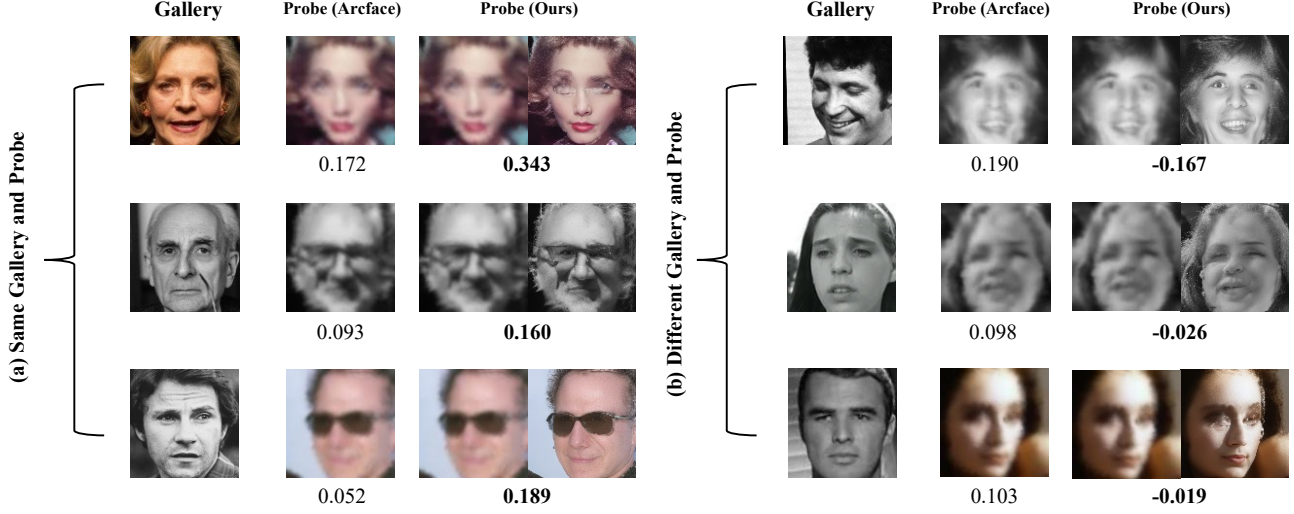 Gallery
Probe (Arcface)
Probe (Ours)
Gallery
Probe (Arcface)
Probe (Ours)
(a) Same Gallery and Probe
0.172
0.343
0.093
0.160
0.052
0.189
(b) Different Gallery and Probe
0.190
-0.167
0.098
-0.026
0.103
-0.019